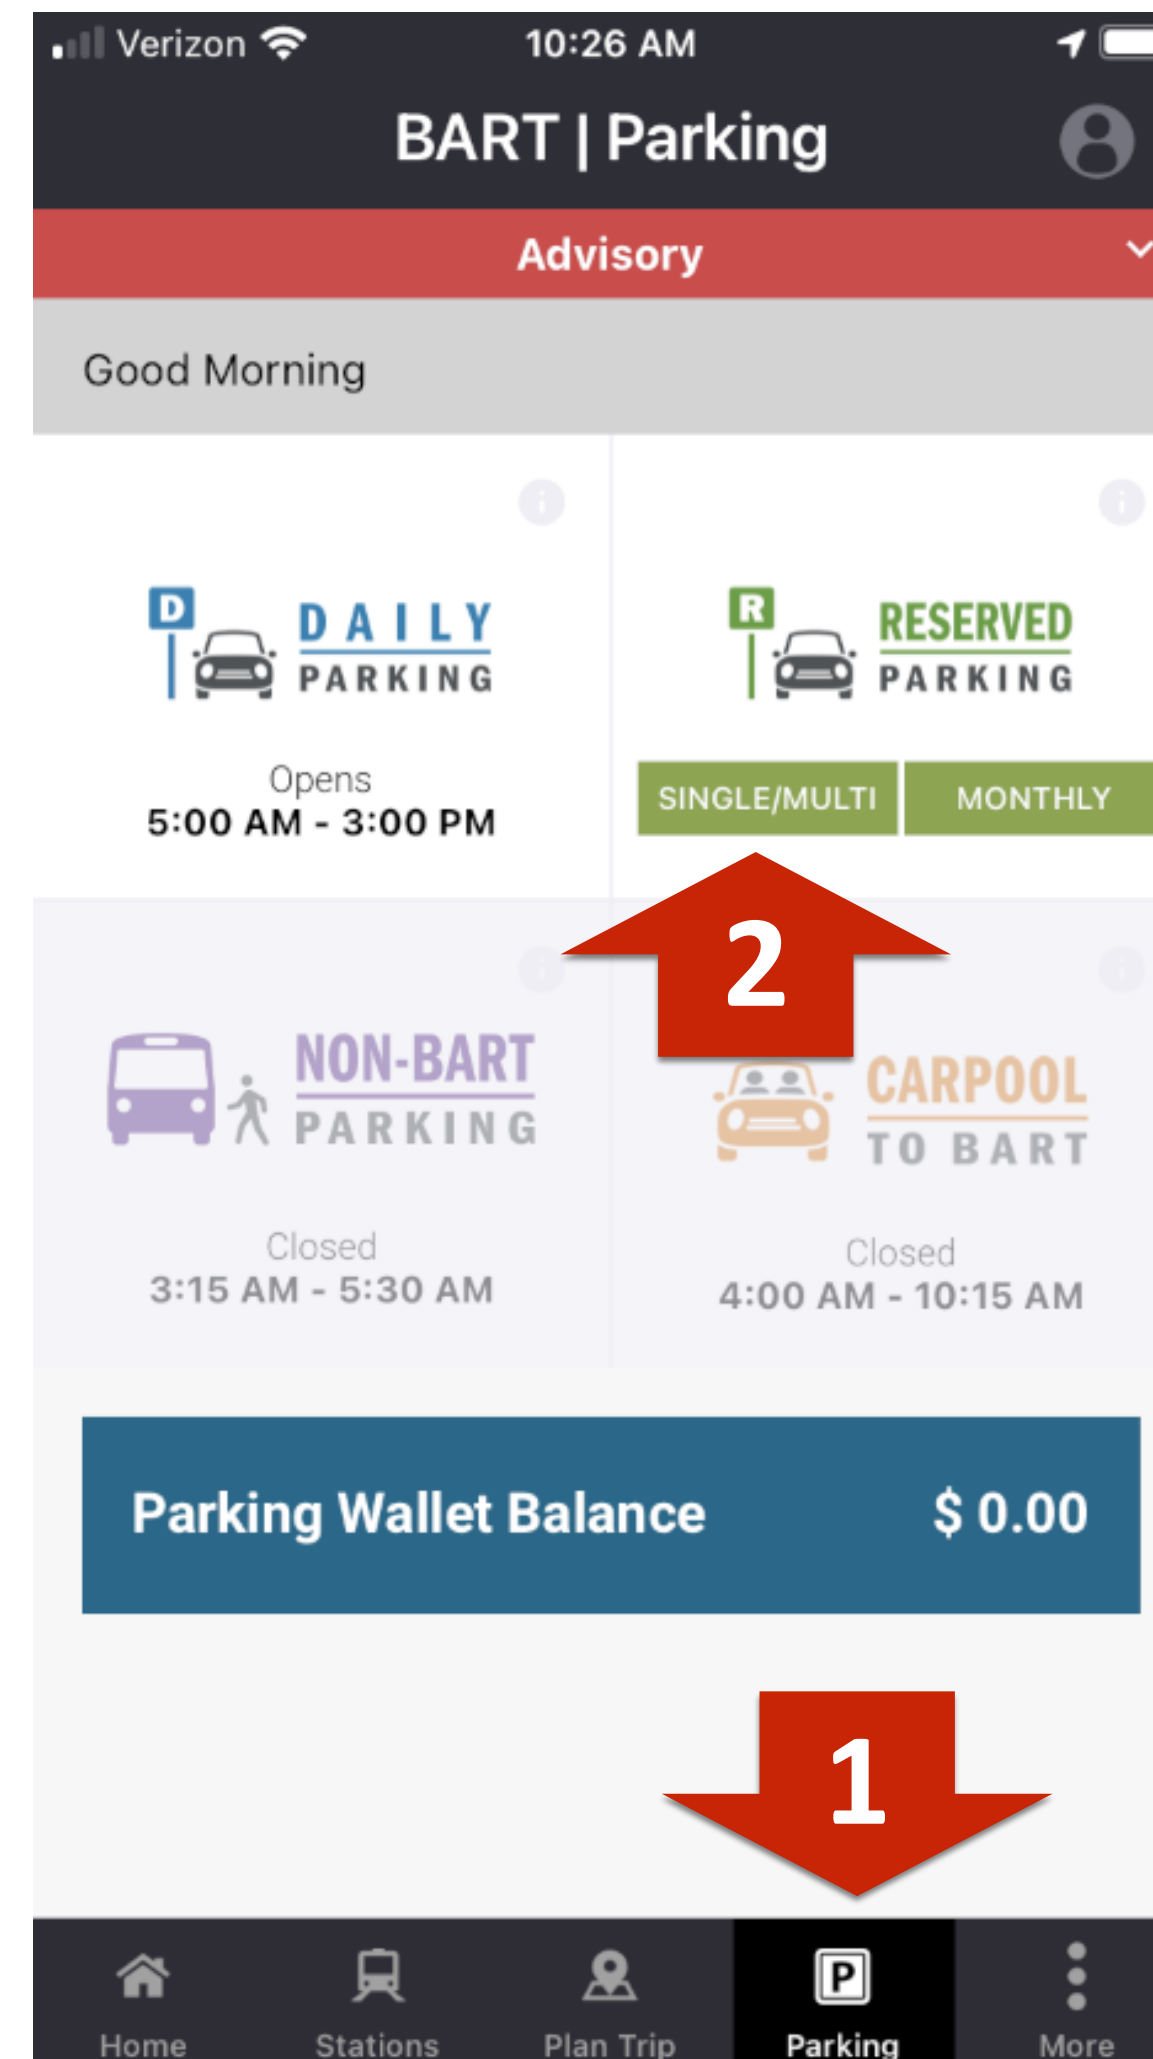 Verizon 10:26 AM
BART | Parking
Advisory
Good Morning
D DAILY PARKING
Opens
5:00 AM - 3:00 PM
R RESERVED PARKING
SINGLE/MULTI MONTHLY
2
NON-BART PARKING
Closed
3:15 AM - 5:30 AM
CARPOOL TO BART
Closed
4:00 AM - 10:15 AM
Parking Wallet Balance $ 0.00
1
P
Home Stations Plan Trip Parking More